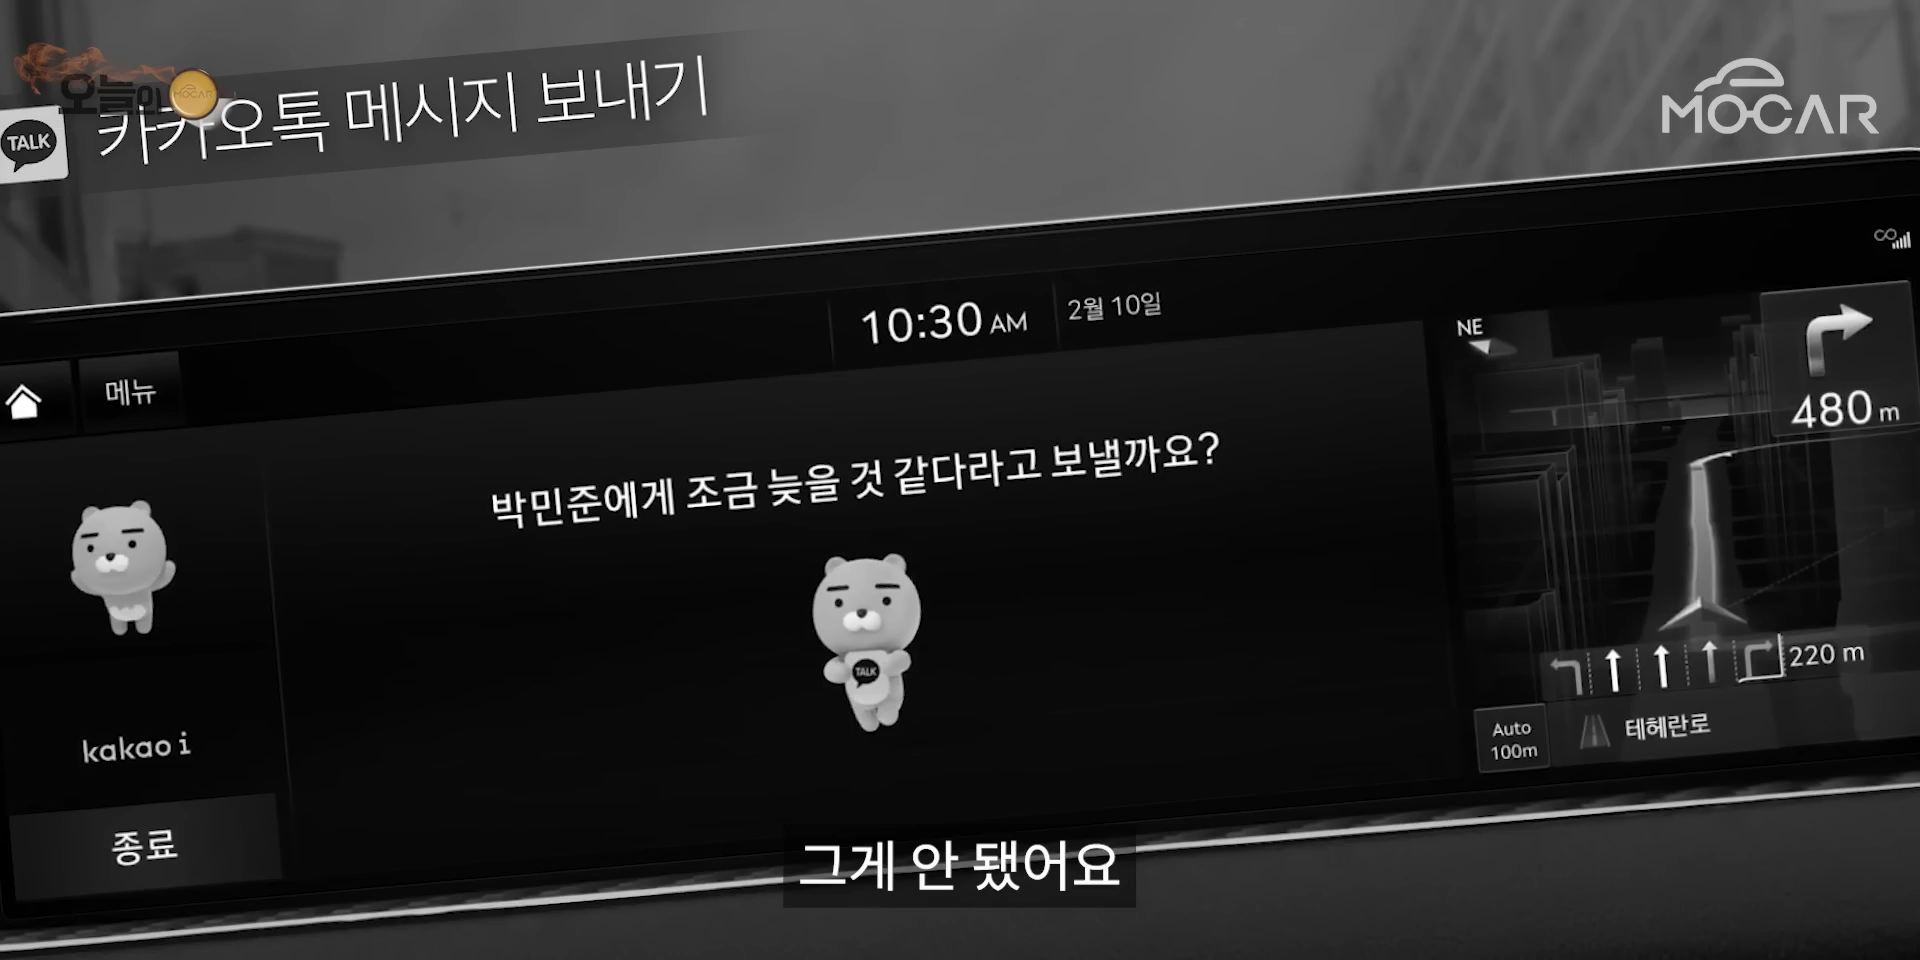 오늘의
MOCAR
TALK 카카오톡 메시지 보내기
MOCAR
10:30 AM 2월 10일
메뉴
NE
480 m
박민준에게 조금 늦을 것 같다라고 보낼까요?
TALK
220 m
kakao i
Auto
100m
테헤란로
종료
그게 안 됐어요